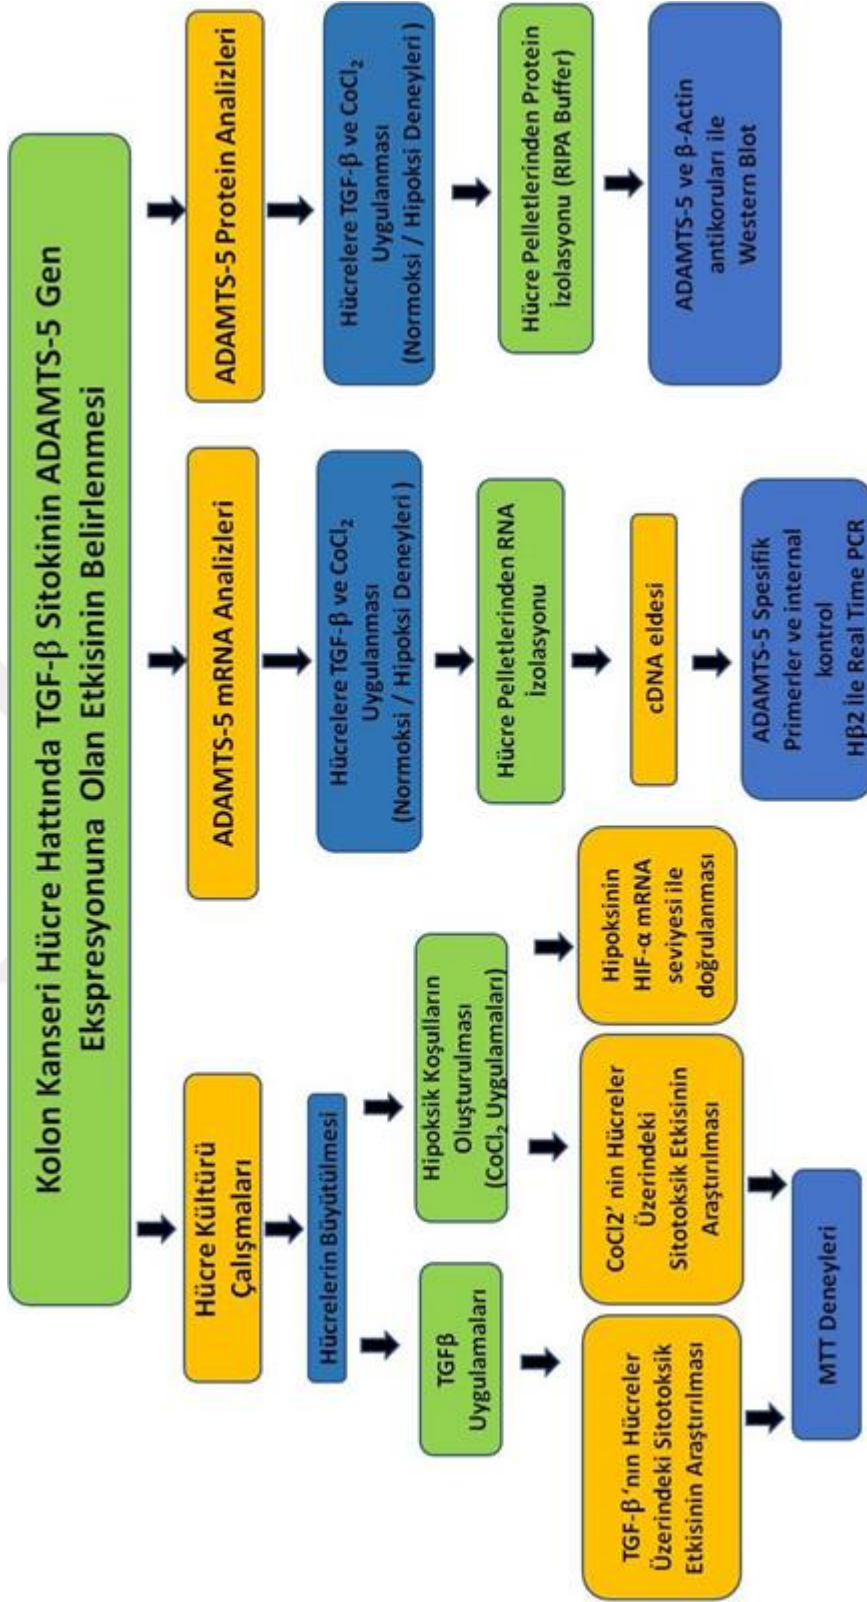 Kolon Kanseri Hücre Hattında TGF-β Sitokinin ADAMTS-5 Gen
Ekspresyonuna Olan Etkisinin Belirlenmesi
Hücre Kültürü
Çalışmaları
Hücrelerin Büyütülmesi
TGFβ
Uygulamaları
Hipoksik Koşulların
Oluşturulması
(CoCl₂ Uygulamaları)
TGF-β'nın Hücreler
Üzerindeki Sitotoksik
Etkisinin Araştırılması
CoCl2' nin Hücreler
Üzerindeki
Sitotoksik Etkisinin
Araştırılması
Hipoksinin
HIF-α mRNA
seviyesi ile
doğrulanması
MTT Deneyleri
ADAMTS-5 mRNA Analizleri
Hücrelere TGF-β ve CoCl₂
Uygulanması
(Normoksi / Hipoksi Deneyleri )
Hücre Pelletlerinden RNA
İzolasyonu
cDNA eldesi
ADAMTS-5 Spesifik
Primerler ve internal
kontrol
Hβ2 ile Real Time PCR
ADAMTS-5 Protein Analizleri
Hücrelere TGF-β ve CoCl₂
Uygulanması
(Normoksi / Hipoksi Deneyleri )
Hücre Pelletlerinden Protein
İzolasyonu (RIPA Buffer)
ADAMTS-5 ve β-Actin
antikoruları ile
Western Blot